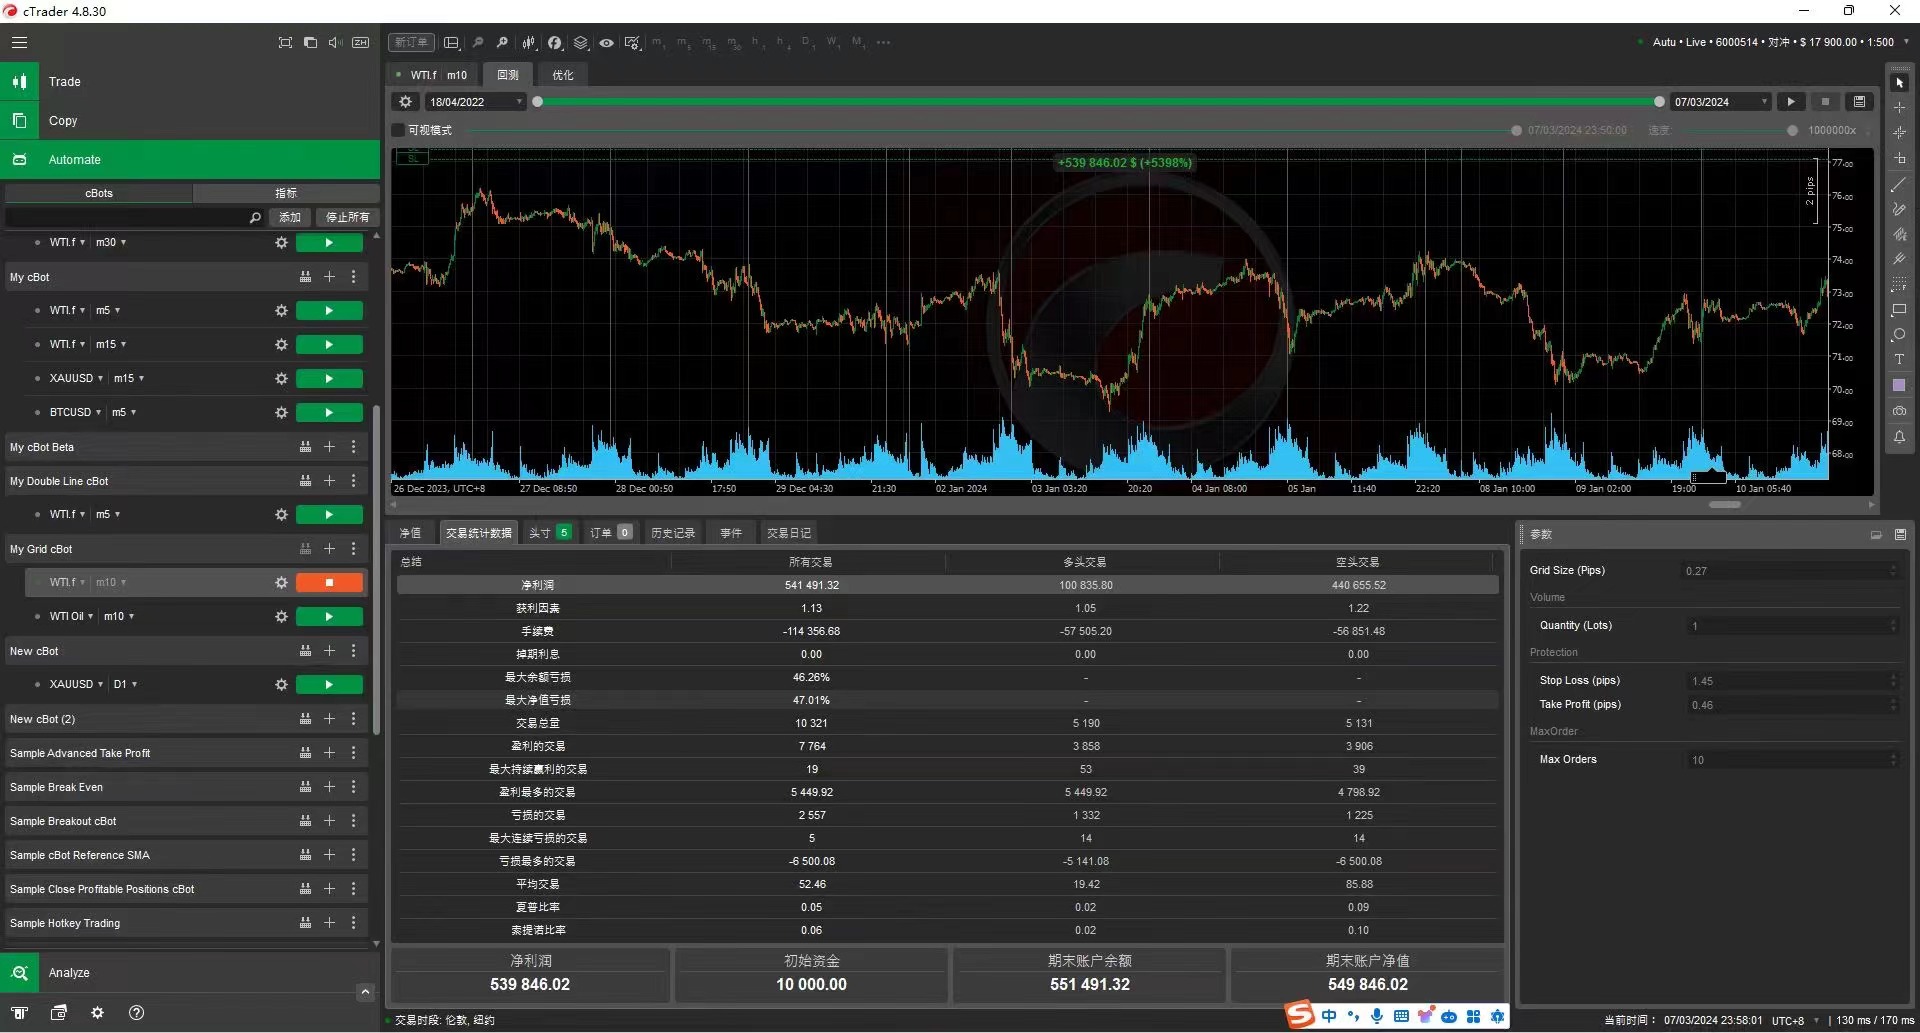 cTrader 4.8.30
ZH
新订单
Autu • Live • 6000514 • 对冲 • $ 17 900.00 • 1:500
Trade
Copy
Automate
cBots 指标
添加 停止所有
WTI.f m30
My cBot
WTI.f m5
WTI.f m15
XAUUSD m15
BTCUSD m5
My cBot Beta
My Double Line cBot
WTI.f m5
My Grid cBot
WTI.f m10
WTI Oil m10
New cBot
XAUUSD D1
New cBot (2)
Sample Advanced Take Profit
Sample Break Even
Sample Breakout cBot
Sample cBot Reference SMA
Sample Close Profitable Positions cBot
Sample Hotkey Trading
Analyze
WTI.f m10 回测 优化
18/04/2022 07/03/2024
可视模式 07/03/2024 23:50:00 速度: 1000000x
SL
+539 846.02 $ (+5398%)
2 pips
77.00
76.00
75.00
74.00
73.00
72.00
71.00
70.00
69.00
68.00
26 Dec 2023, UTC+8 27 Dec 08:50 28 Dec 00:50 17:50 29 Dec 04:30 21:30 02 Jan 2024 03 Jan 03:20 20:20 04 Jan 08:00 05 Jan 11:40 22:20 08 Jan 10:00 09 Jan 02:00 19:00 10 Jan 05:40
净值 交易统计数据 头寸 5 订单 0 历史记录 事件 交易日记
总结 所有交易 多头交易 空头交易
净利润 541 491.32 100 835.80 440 655.52
获利因素 1.13 1.05 1.22
手续费 -114 356.68 -57 505.20 -56 851.48
掉期利息 0.00 0.00 0.00
最大余额亏损 46.26% - -
最大净值亏损 47.01% - -
交易总量 10 321 5 190 5 131
盈利的交易 7 764 3 858 3 906
最大持续赢利的交易 19 53 39
盈利最多的交易 5 449.92 5 449.92 4 798.92
亏损的交易 2 557 1 332 1 225
最大连续亏损的交易 5 14 14
亏损最多的交易 -6 500.08 -5 141.08 -6 500.08
平均交易 52.46 19.42 85.88
夏普比率 0.05 0.02 0.09
索提诺比率 0.06 0.02 0.10
净利润 初始资金 期末账户余额 期末账户净值
539 846.02 10 000.00 551 491.32 549 846.02
参数
Grid Size (Pips) 0.27
Volume
Quantity (Lots) 1
Protection
Stop Loss (pips) 1.45
Take Profit (pips) 0.46
MaxOrder
Max Orders 10
交易时段: 伦敦, 纽约
S 中
当前时间: 07/03/2024 23:58:01 UTC+8 | 130 ms / 170 ms